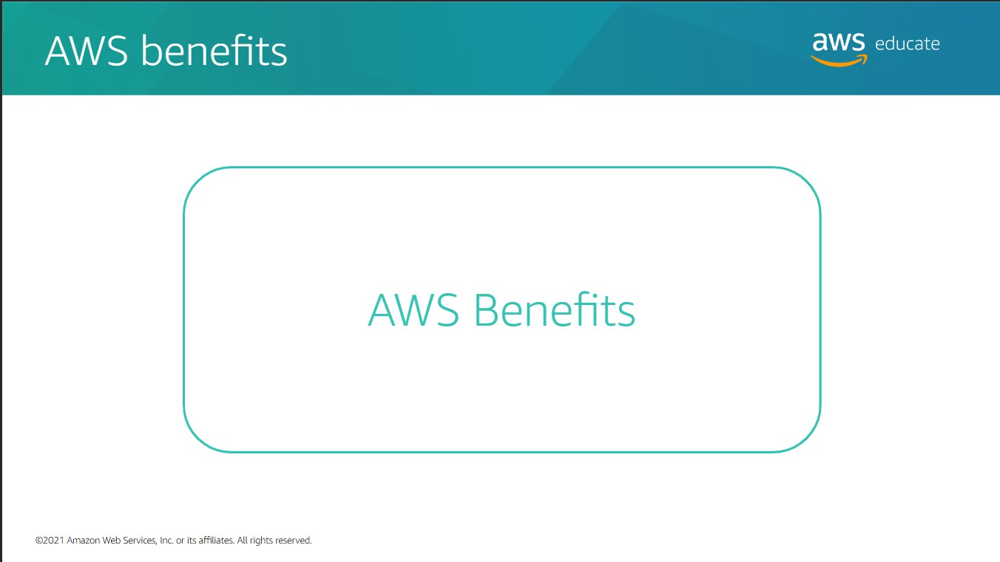 AWS benefits
aws educate
AWS Benefits
©2021 Amazon Web Services, Inc. or its affiliates. All rights reserved.